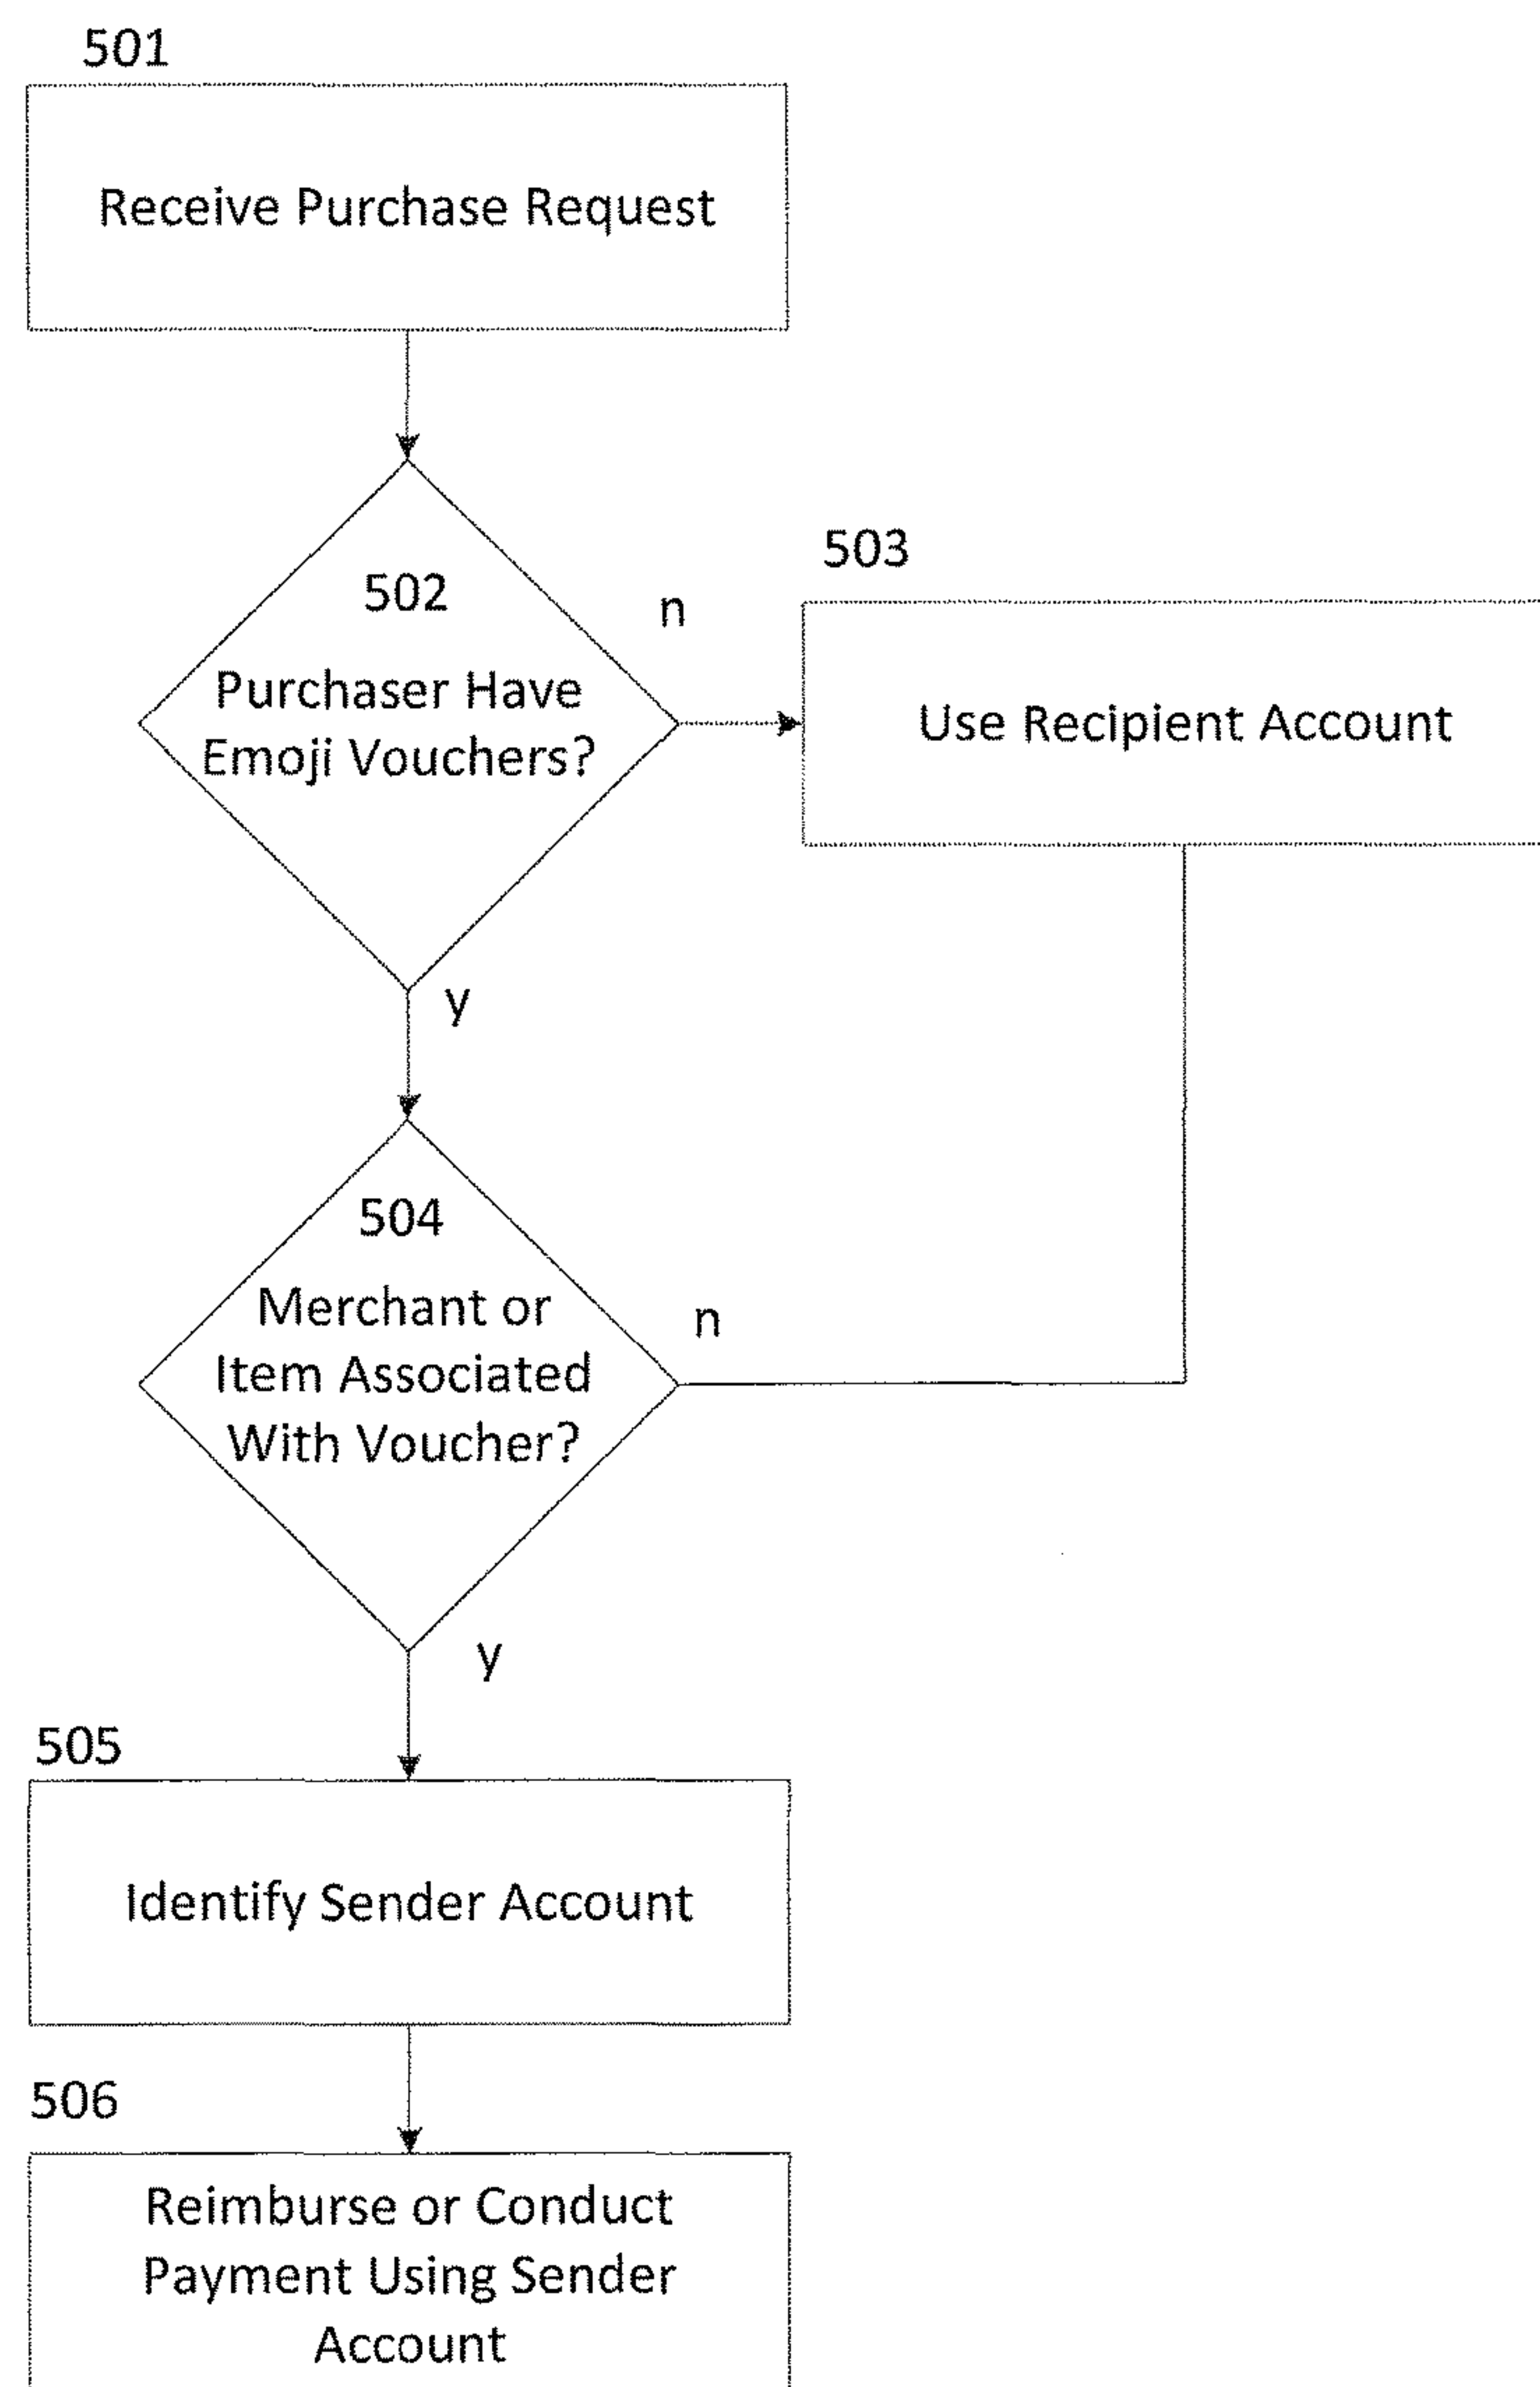 501
Receive Purchase Request
502
Purchaser Have
Emoji Vouchers?
n
503
Use Recipient Account
y
504
Merchant or
Item Associated
With Voucher?
n
y
505
Identify Sender Account
506
Reimburse or Conduct
Payment Using Sender
Account